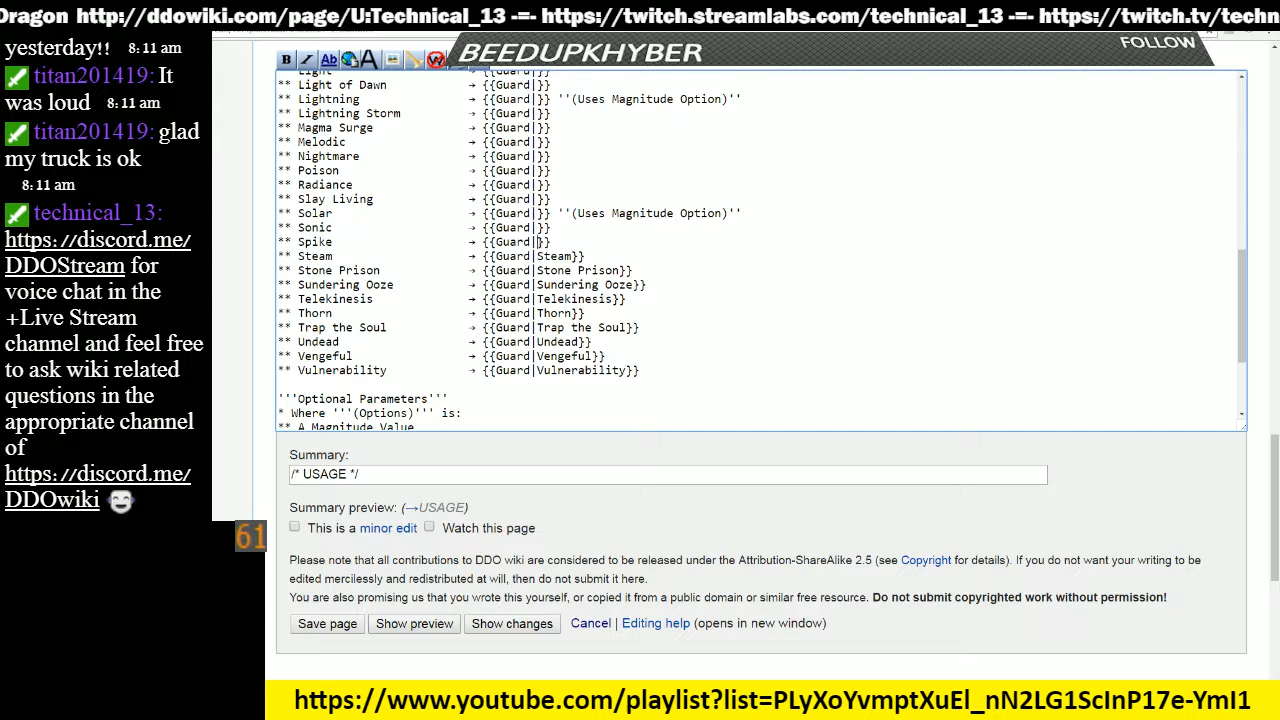 Dragon http://ddowiki.com/page/U:Technical_13 -=- https://twitch.streamlabs.com/technical_13 -=- https://twitch.tv/techn
yesterday!! 8:11 am
titan201419: It
was loud 8:11 am
titan201419: glad
my truck is ok
8:11 am
technical_13:
https://discord.me/
DDOStream for
voice chat in the
+Live Stream
channel and feel free
to ask wiki related
questions in the
appropriate channel
of
https://discord.me/
DDOwiki
61
BEEDUPKHYBER
FOLLOW
B I Ab A W
** Light → {{Guard|}}
** Light of Dawn → {{Guard|}}
** Lightning → {{Guard|}} ''(Uses Magnitude Option)''
** Lightning Storm → {{Guard|}}
** Magma Surge → {{Guard|}}
** Melodic → {{Guard|}}
** Nightmare → {{Guard|}}
** Poison → {{Guard|}}
** Radiance → {{Guard|}}
** Slay Living → {{Guard|}}
** Solar → {{Guard|}} ''(Uses Magnitude Option)''
** Sonic → {{Guard|}}
** Spike → {{Guard|}}
** Steam → {{Guard|Steam}}
** Stone Prison → {{Guard|Stone Prison}}
** Sundering Ooze → {{Guard|Sundering Ooze}}
** Telekinesis → {{Guard|Telekinesis}}
** Thorn → {{Guard|Thorn}}
** Trap the Soul → {{Guard|Trap the Soul}}
** Undead → {{Guard|Undead}}
** Vengeful → {{Guard|Vengeful}}
** Vulnerability → {{Guard|Vulnerability}}
'''Optional Parameters'''
* Where '''(Options)''' is:
** A Magnitude Value
Summary:
/* USAGE */
Summary preview: (→USAGE)
This is a minor edit Watch this page
Please note that all contributions to DDO wiki are considered to be released under the Attribution-ShareAlike 2.5 (see Copyright for details). If you do not want your writing to be
edited mercilessly and redistributed at will, then do not submit it here.
You are also promising us that you wrote this yourself, or copied it from a public domain or similar free resource. Do not submit copyrighted work without permission!
Save page Show preview Show changes Cancel | Editing help (opens in new window)
https://www.youtube.com/playlist?list=PLyXoYvmptXuEl_nN2LG1ScInP17e-YmI1